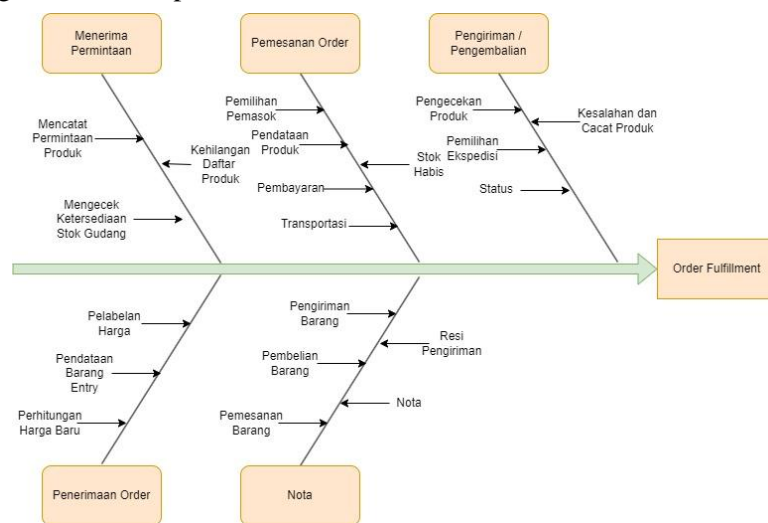 Menerima
Permintaan
Pemesanan Order
Pengiriman /
Pengembalian
Mencatat
Permintaan
Produk
Kehilangan
Daftar
Produk
Mengecek
Ketersediaan
Stok Gudang
Pemilihan
Pemasok
Pendataan
Produk
Stok
Habis
Pembayaran
Transportasi
Pengecekan
Produk
Kesalahan dan
Cacat Produk
Pemilihan
Ekspedisi
Status
Order Fulfillment
Pelabelan
Harga
Pendataan
Barang
Entry
Perhitungan
Harga Baru
Pengiriman
Barang
Resi
Pengiriman
Pembelian
Barang
Nota
Pemesanan
Barang
Penerimaan Order
Nota